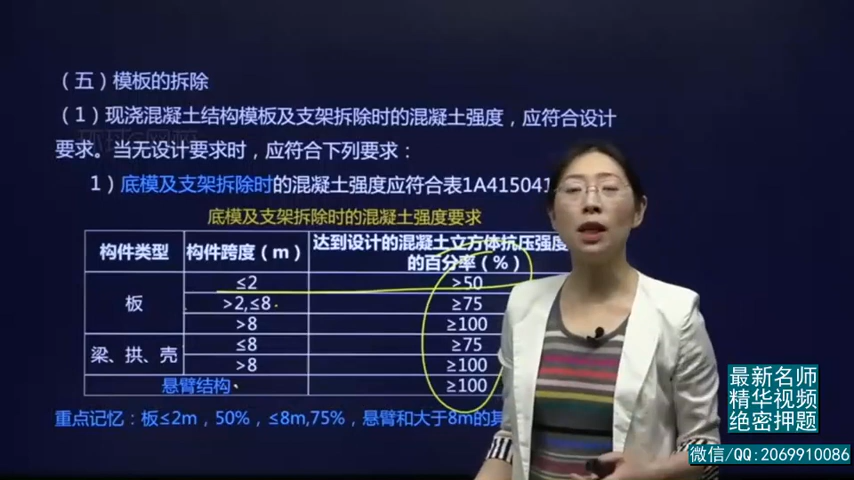 （五）模板的拆除
（1）现浇混凝土结构模板及支架拆除时的混凝土强度，应符合设计
要求。当无设计要求时，应符合下列要求：
1）底模及支架拆除时的混凝土强度应符合表1A41504
底模及支架拆除时的混凝土强度要求
构件类型 构件跨度（m） 达到设计的混凝土立方体抗压强度
的百分率（%）
板 ≤2 ≥50
>2,≤8 ≥75
>8 ≥100
梁、拱、壳 ≤8 ≥75
>8 ≥100
悬臂结构 ≥100
重点记忆：板≤2m，50%，≤8m,75%，悬臂和大于8m的其
最新名师
精华视频
绝密押题
微信/QQ:2069910086